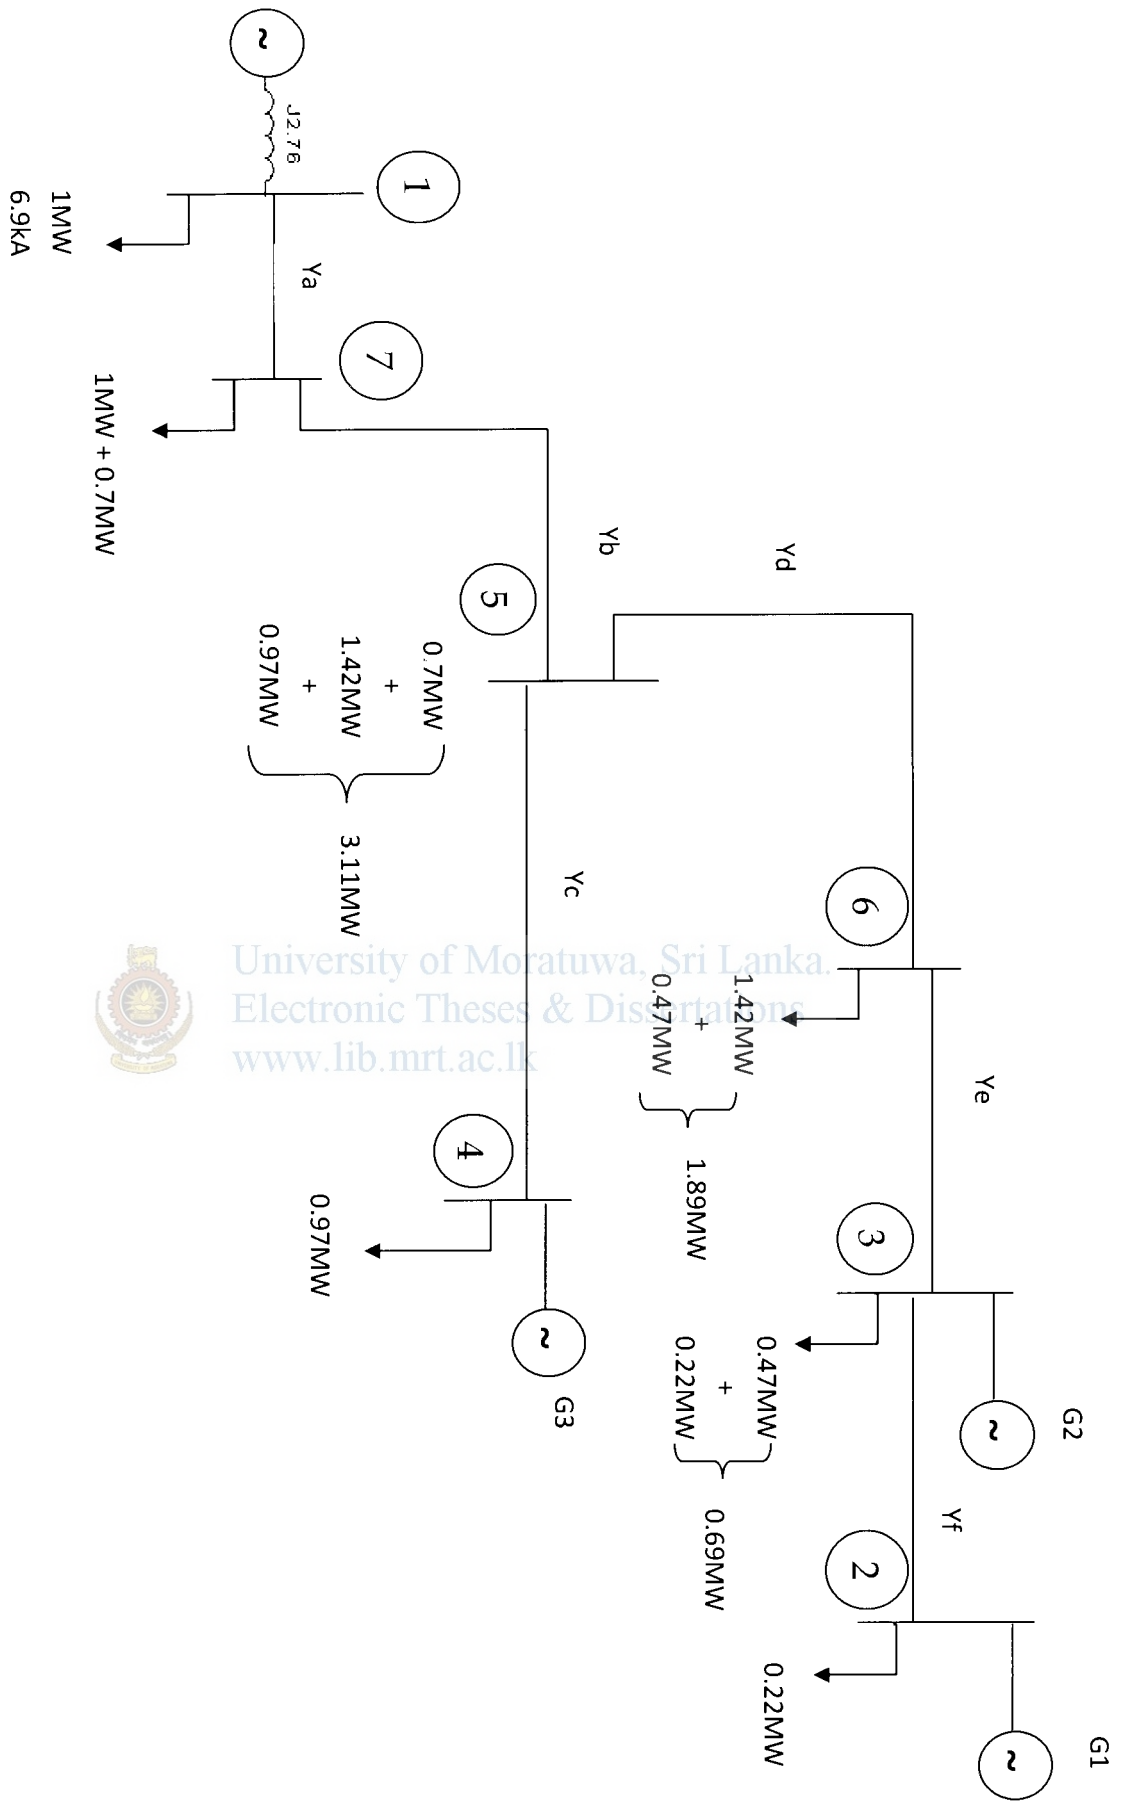 ~
J2.76
1
1MW
6.9kA
Ya
7
1MW + 0.7MW
Yb
5
0.7MW
+
1.42MW
+
0.97MW
3.11MW
Yd
6
1.42MW
+
0.47MW
1.89MW
Yc
4
0.97MW
~
G3
Ye
3
0.47MW
+
0.22MW
0.69MW
~
G2
Yf
2
0.22MW
~
G1
University of Moratuwa, Sri Lanka.
Electronic Theses & Dissertations
www.lib.mrt.ac.lk